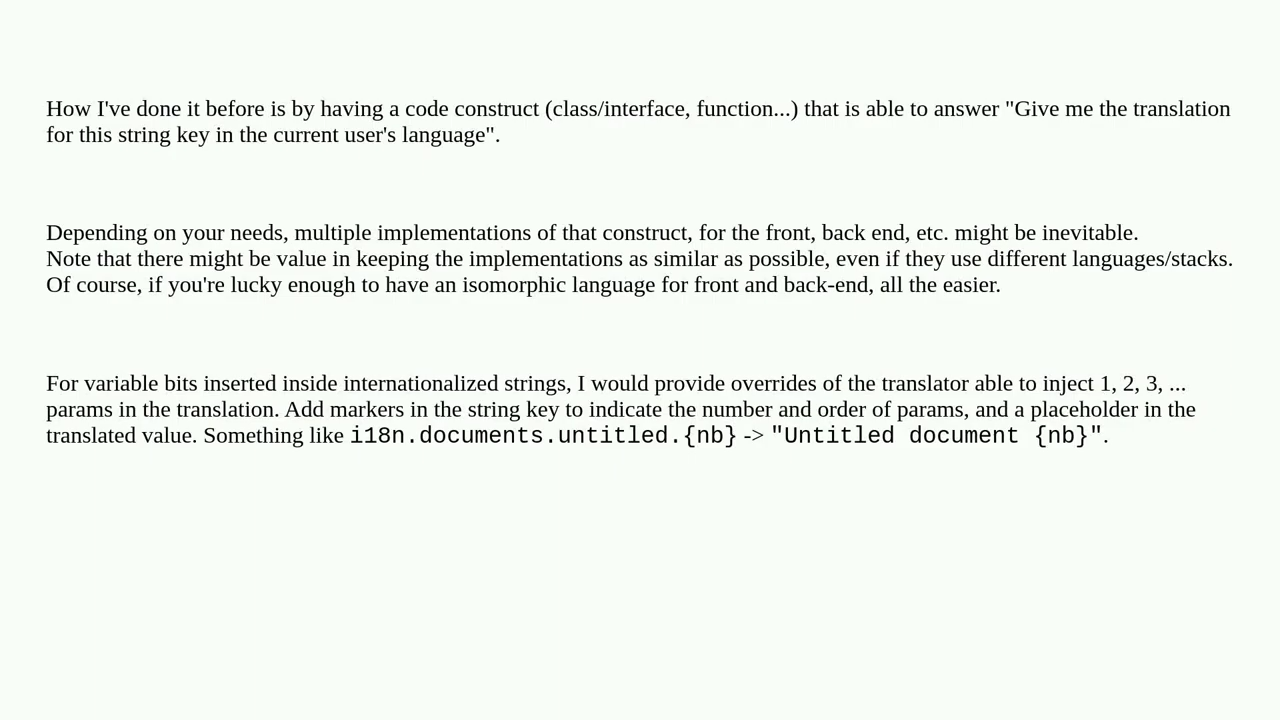 How I've done it before is by having a code construct (class/interface, function...) that is able to answer "Give me the translation
for this string key in the current user's language".
Depending on your needs, multiple implementations of that construct, for the front, back end, etc. might be inevitable.
Note that there might be value in keeping the implementations as similar as possible, even if they use different languages/stacks.
Of course, if you're lucky enough to have an isomorphic language for front and back-end, all the easier.
For variable bits inserted inside internationalized strings, I would provide overrides of the translator able to inject 1, 2, 3, ...
params in the translation. Add markers in the string key to indicate the number and order of params, and a placeholder in the
translated value. Something like i18n.documents.untitled.{nb} -> "Untitled document {nb}".